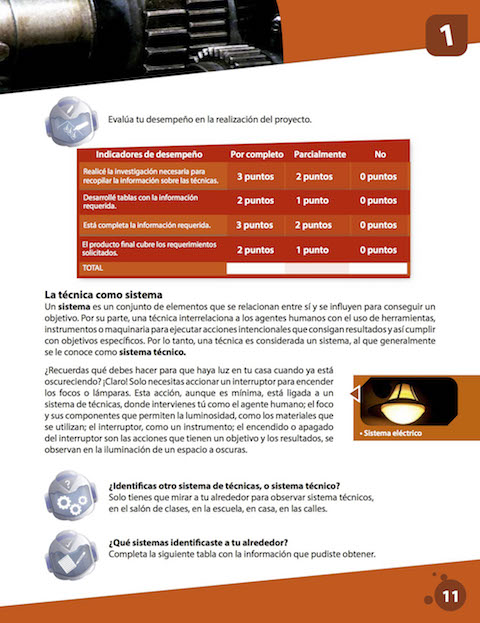 1
Evalúa tu desempeño en la realización del proyecto.
Indicadores de desempeño Por completo Parcialmente No
Realicé la investigación necesaria para
recopilar la información sobre las técnicas. 3 puntos 2 puntos 0 puntos
Desarrollé tablas con la información
requerida. 2 puntos 1 punto 0 puntos
Está completa la información requerida. 3 puntos 2 puntos 0 puntos
El producto final cubre los requerimientos
solicitados. 2 puntos 1 punto 0 puntos
TOTAL
La técnica como sistema
Un sistema es un conjunto de elementos que se relacionan entre sí y se influyen para conseguir un
objetivo. Por su parte, una técnica interrelaciona a los agentes humanos con el uso de herramientas,
instrumentos o maquinaria para ejecutar acciones intencionales que consigan resultados y así cumplir
con objetivos específicos. Por lo tanto, una técnica es considerada un sistema, al que generalmente
se le conoce como sistema técnico.
¿Recuerdas qué debes hacer para que haya luz en tu casa cuando ya está
oscureciendo? ¡Claro! Solo necesitas accionar un interruptor para encender
los focos o lámparas. Esta acción, aunque es mínima, está ligada a un
sistema de técnicas, donde intervienes tú como el agente humano; el foco
y sus componentes que permiten la luminosidad, como los materiales que
se utilizan; el interruptor, como un instrumento; el encendido o apagado
del interruptor son las acciones que tienen un objetivo y los resultados, se
observan en la iluminación de un espacio a oscuras.
• Sistema eléctrico
¿Identificas otro sistema de técnicas, o sistema técnico?
Solo tienes que mirar a tu alrededor para observar sistema técnicos,
en el salón de clases, en la escuela, en casa, en las calles.
¿Qué sistemas identificaste a tu alrededor?
Completa la siguiente tabla con la información que pudiste obtener.
11